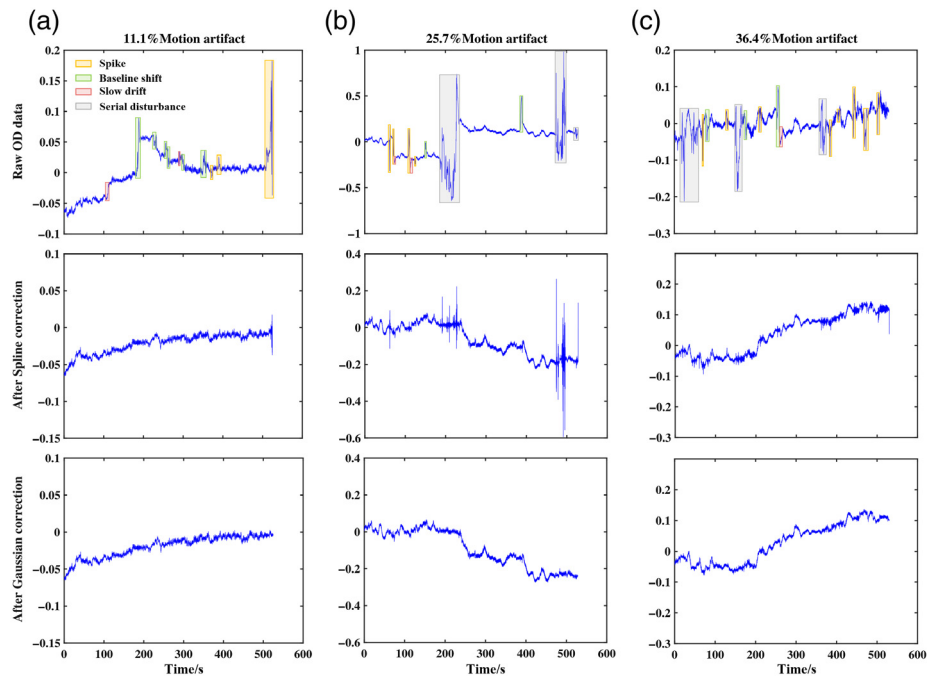 (a)
(b)
(c)
11.1%Motion artifact
25.7%Motion artifact
36.4%Motion artifact
Raw OD data
0.2
0.15
0.1
0.05
0
−0.05
−0.1
Spike
Baseline shift
Slow drift
Serial disturbance
1
0.5
0
−0.5
−1
0 100 200 300 400 500 600
0.2
0.1
0
−0.1
−0.2
−0.3
After Spline correction
0.1
0.05
0
−0.05
−0.1
−0.15
0.4
0.2
0
−0.2
−0.4
−0.6
0.2
0.1
0
−0.1
−0.2
−0.3
After Gaussian correction
0.1
0.05
0
−0.05
−0.1
−0.15
0 100 200 300 400 500 600
Time/s
0.4
0.2
0
−0.2
−0.4
−0.6
0 100 200 300 400 500 600
Time/s
0.2
0.1
0
−0.1
−0.2
−0.3
0 100 200 300 400 500 600
Time/s